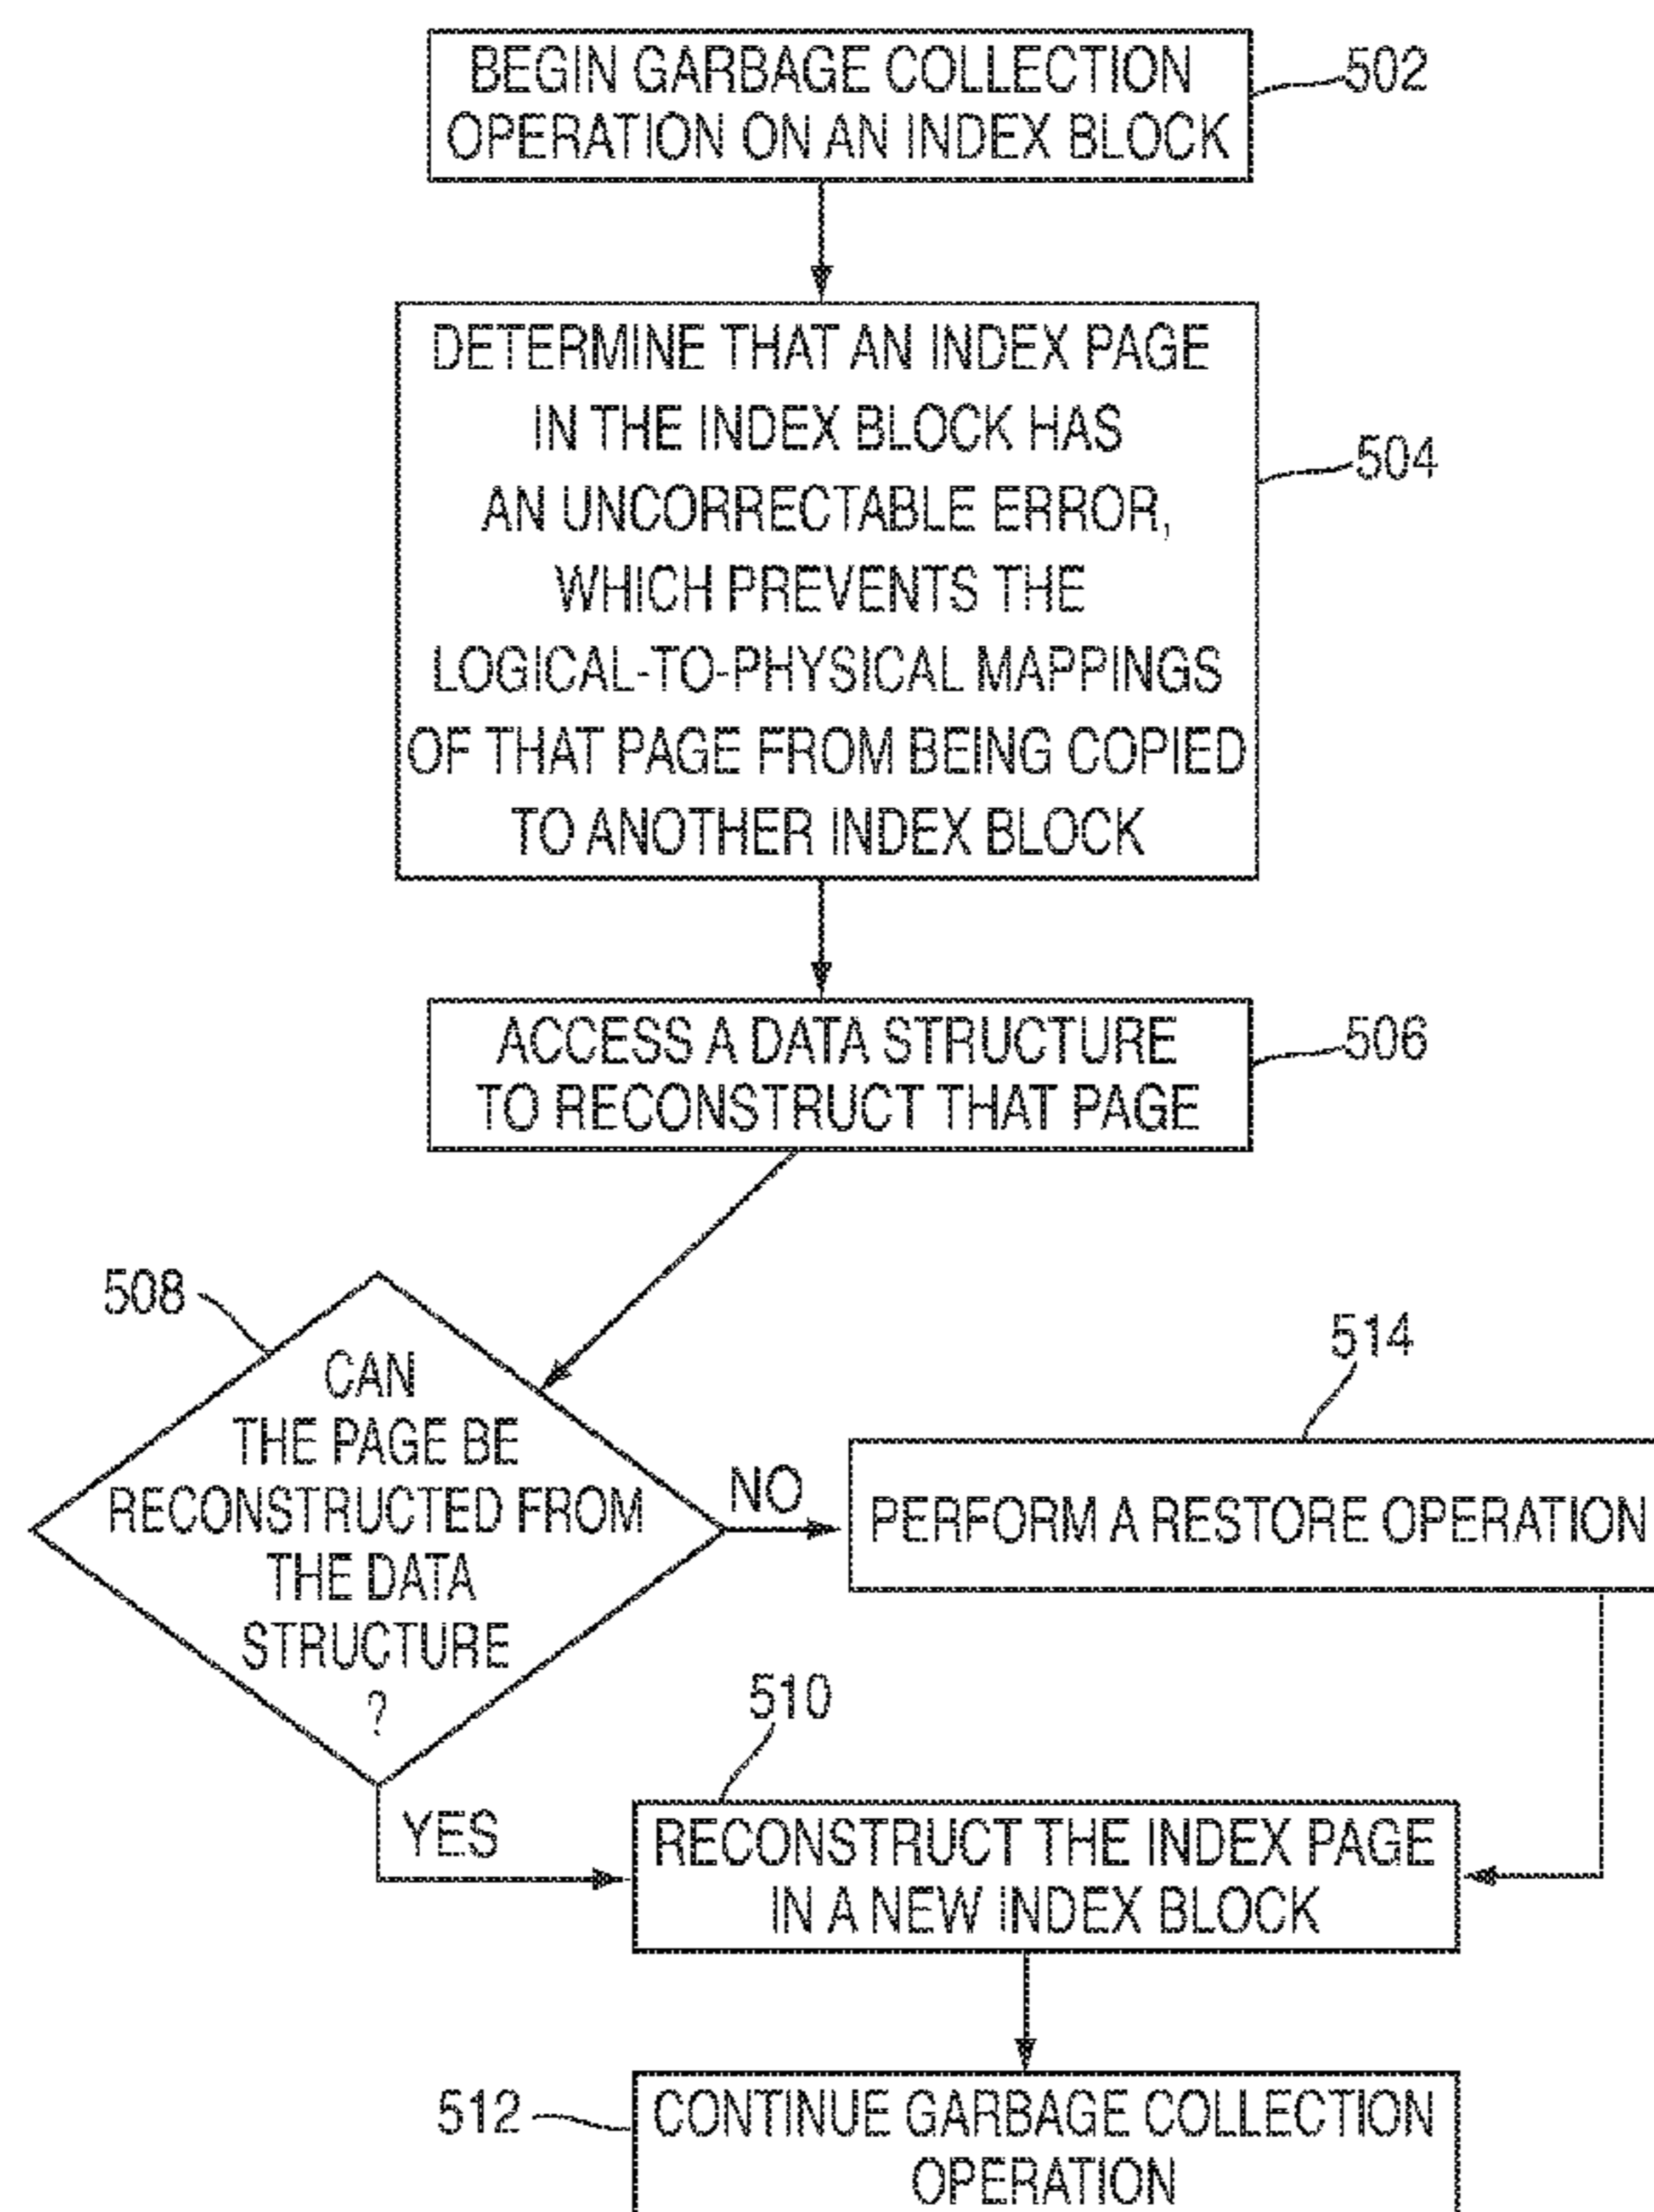 BEGIN GARBAGE COLLECTION
OPERATION ON AN INDEX BLOCK
502
DETERMINE THAT AN INDEX PAGE
IN THE INDEX BLOCK HAS
AN UNCORRECTABLE ERROR,
WHICH PREVENTS THE
LOGICAL-TO-PHYSICAL MAPPINGS
OF THAT PAGE FROM BEING COPIED
TO ANOTHER INDEX BLOCK
504
ACCESS A DATA STRUCTURE
TO RECONSTRUCT THAT PAGE
506
508
CAN
THE PAGE BE
RECONSTRUCTED FROM
THE DATA
STRUCTURE
?
NO
514
PERFORM A RESTORE OPERATION
YES
510
RECONSTRUCT THE INDEX PAGE
IN A NEW INDEX BLOCK
512
CONTINUE GARBAGE COLLECTION
OPERATION